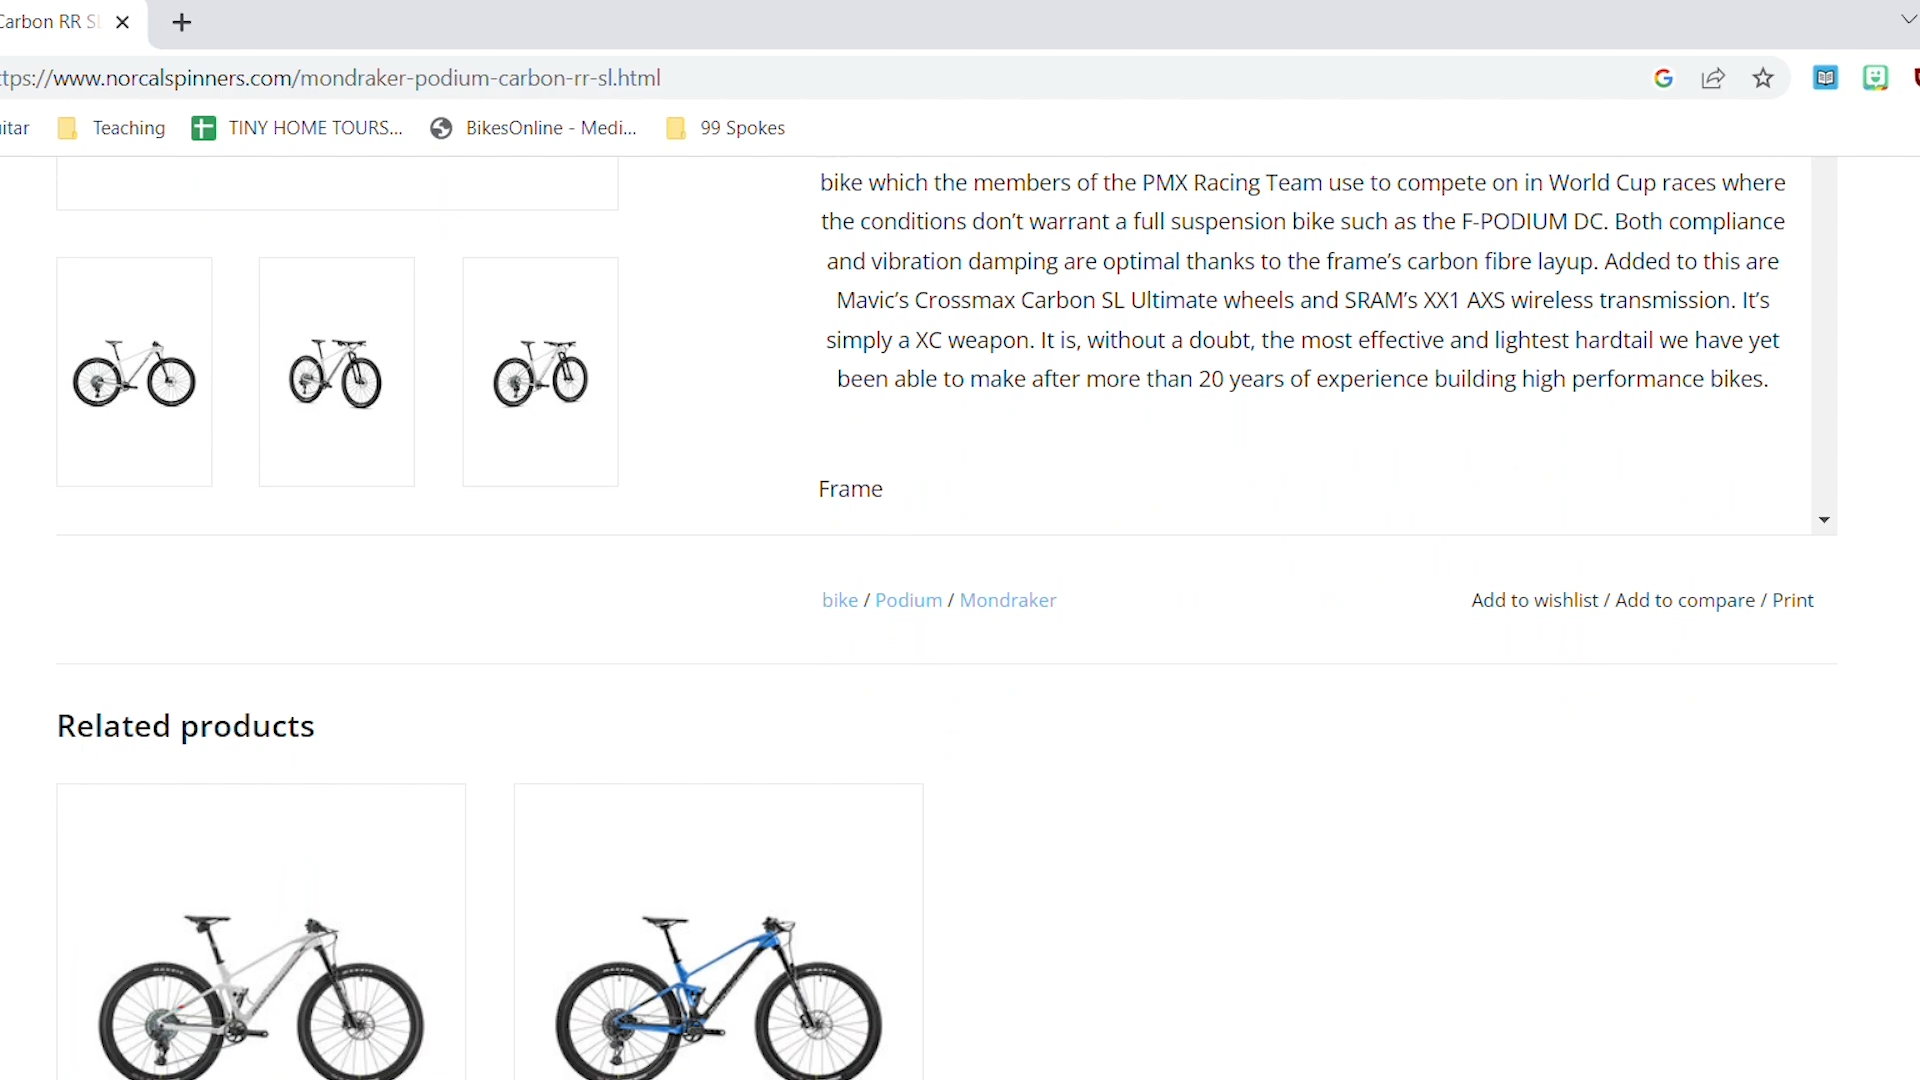 Carbon RR SL
ttps://www.norcalspinners.com/mondraker-podium-carbon-rr-sl.html
itar
Teaching
TINY HOME TOURS...
BikesOnline - Medi...
99 Spokes
bike which the members of the PMX Racing Team use to compete on in World Cup races where
the conditions don’t warrant a full suspension bike such as the F-PODIUM DC. Both compliance
and vibration damping are optimal thanks to the frame’s carbon fibre layup. Added to this are
Mavic’s Crossmax Carbon SL Ultimate wheels and SRAM’s XX1 AXS wireless transmission. It’s
simply a XC weapon. It is, without a doubt, the most effective and lightest hardtail we have yet
been able to make after more than 20 years of experience building high performance bikes.
Frame
bike / Podium / Mondraker
Add to wishlist / Add to compare / Print
Related products